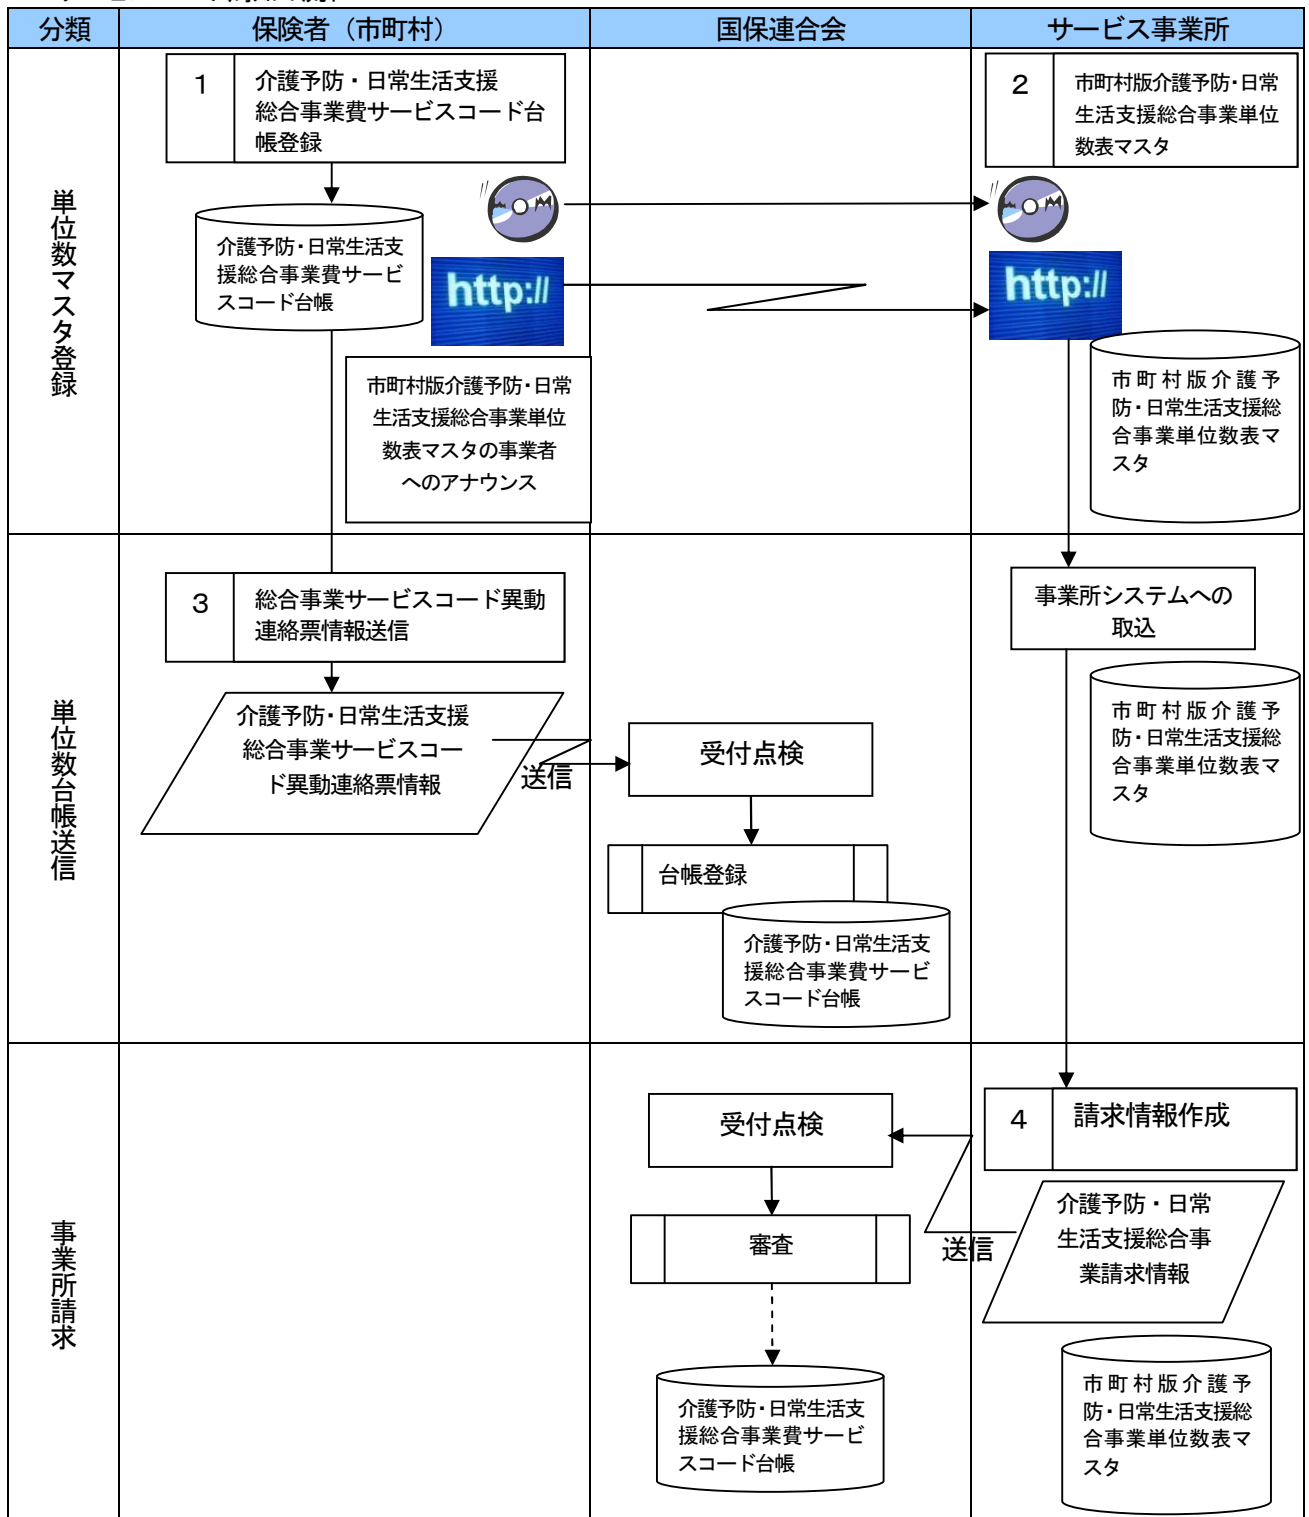 分類
保険者（市町村）
国保連合会
サービス事業所
単位数マスタ登録
1
介護予防・日常生活支援
総合事業費サービスコード台
帳登録
介護予防・日常生活支
援総合事業費サービ
スコード台帳
http://
市町村版介護予防・日常
生活支援総合事業単位
数表マスタの事業者
へのアナウンス
2
市町村版介護予防・日常
生活支援総合事業単位
数表マスタ
http://
市町村版介護予
防・日常生活支援総
合事業単位数表マ
スタ
単位数台帳送信
3
総合事業サービスコード異動
連絡票情報送信
介護予防・日常生活支援
総合事業サービスコー
ド異動連絡票情報
送信
受付点検
台帳登録
介護予防・日常生活支
援総合事業費サービ
スコード台帳
事業所システムへの
取込
市町村版介護予
防・日常生活支援総
合事業単位数表マ
スタ
事業所請求
受付点検
審査
介護予防・日常生活支
援総合事業費サービ
スコード台帳
送信
4
請求情報作成
介護予防・日常
生活支援総合事
業請求情報
市町村版介護予
防・日常生活支援総
合事業単位数表マ
スタ